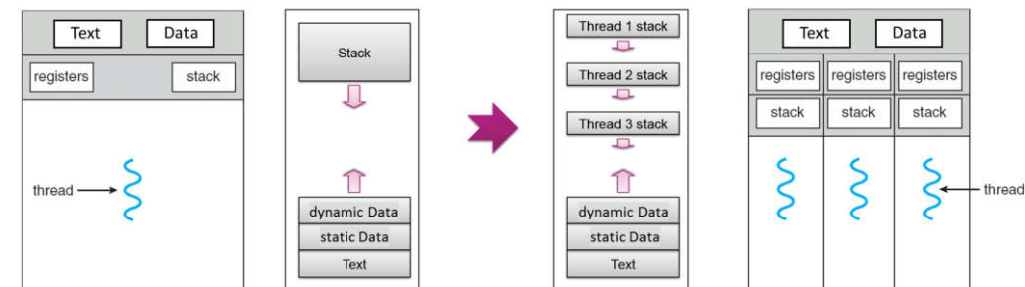 Text Data
registers stack
thread
Stack
dynamic Data
static Data
Text
Thread 1 stack
Thread 2 stack
Thread 3 stack
dynamic Data
static Data
Text
Text Data
registers registers registers
stack stack stack
thread